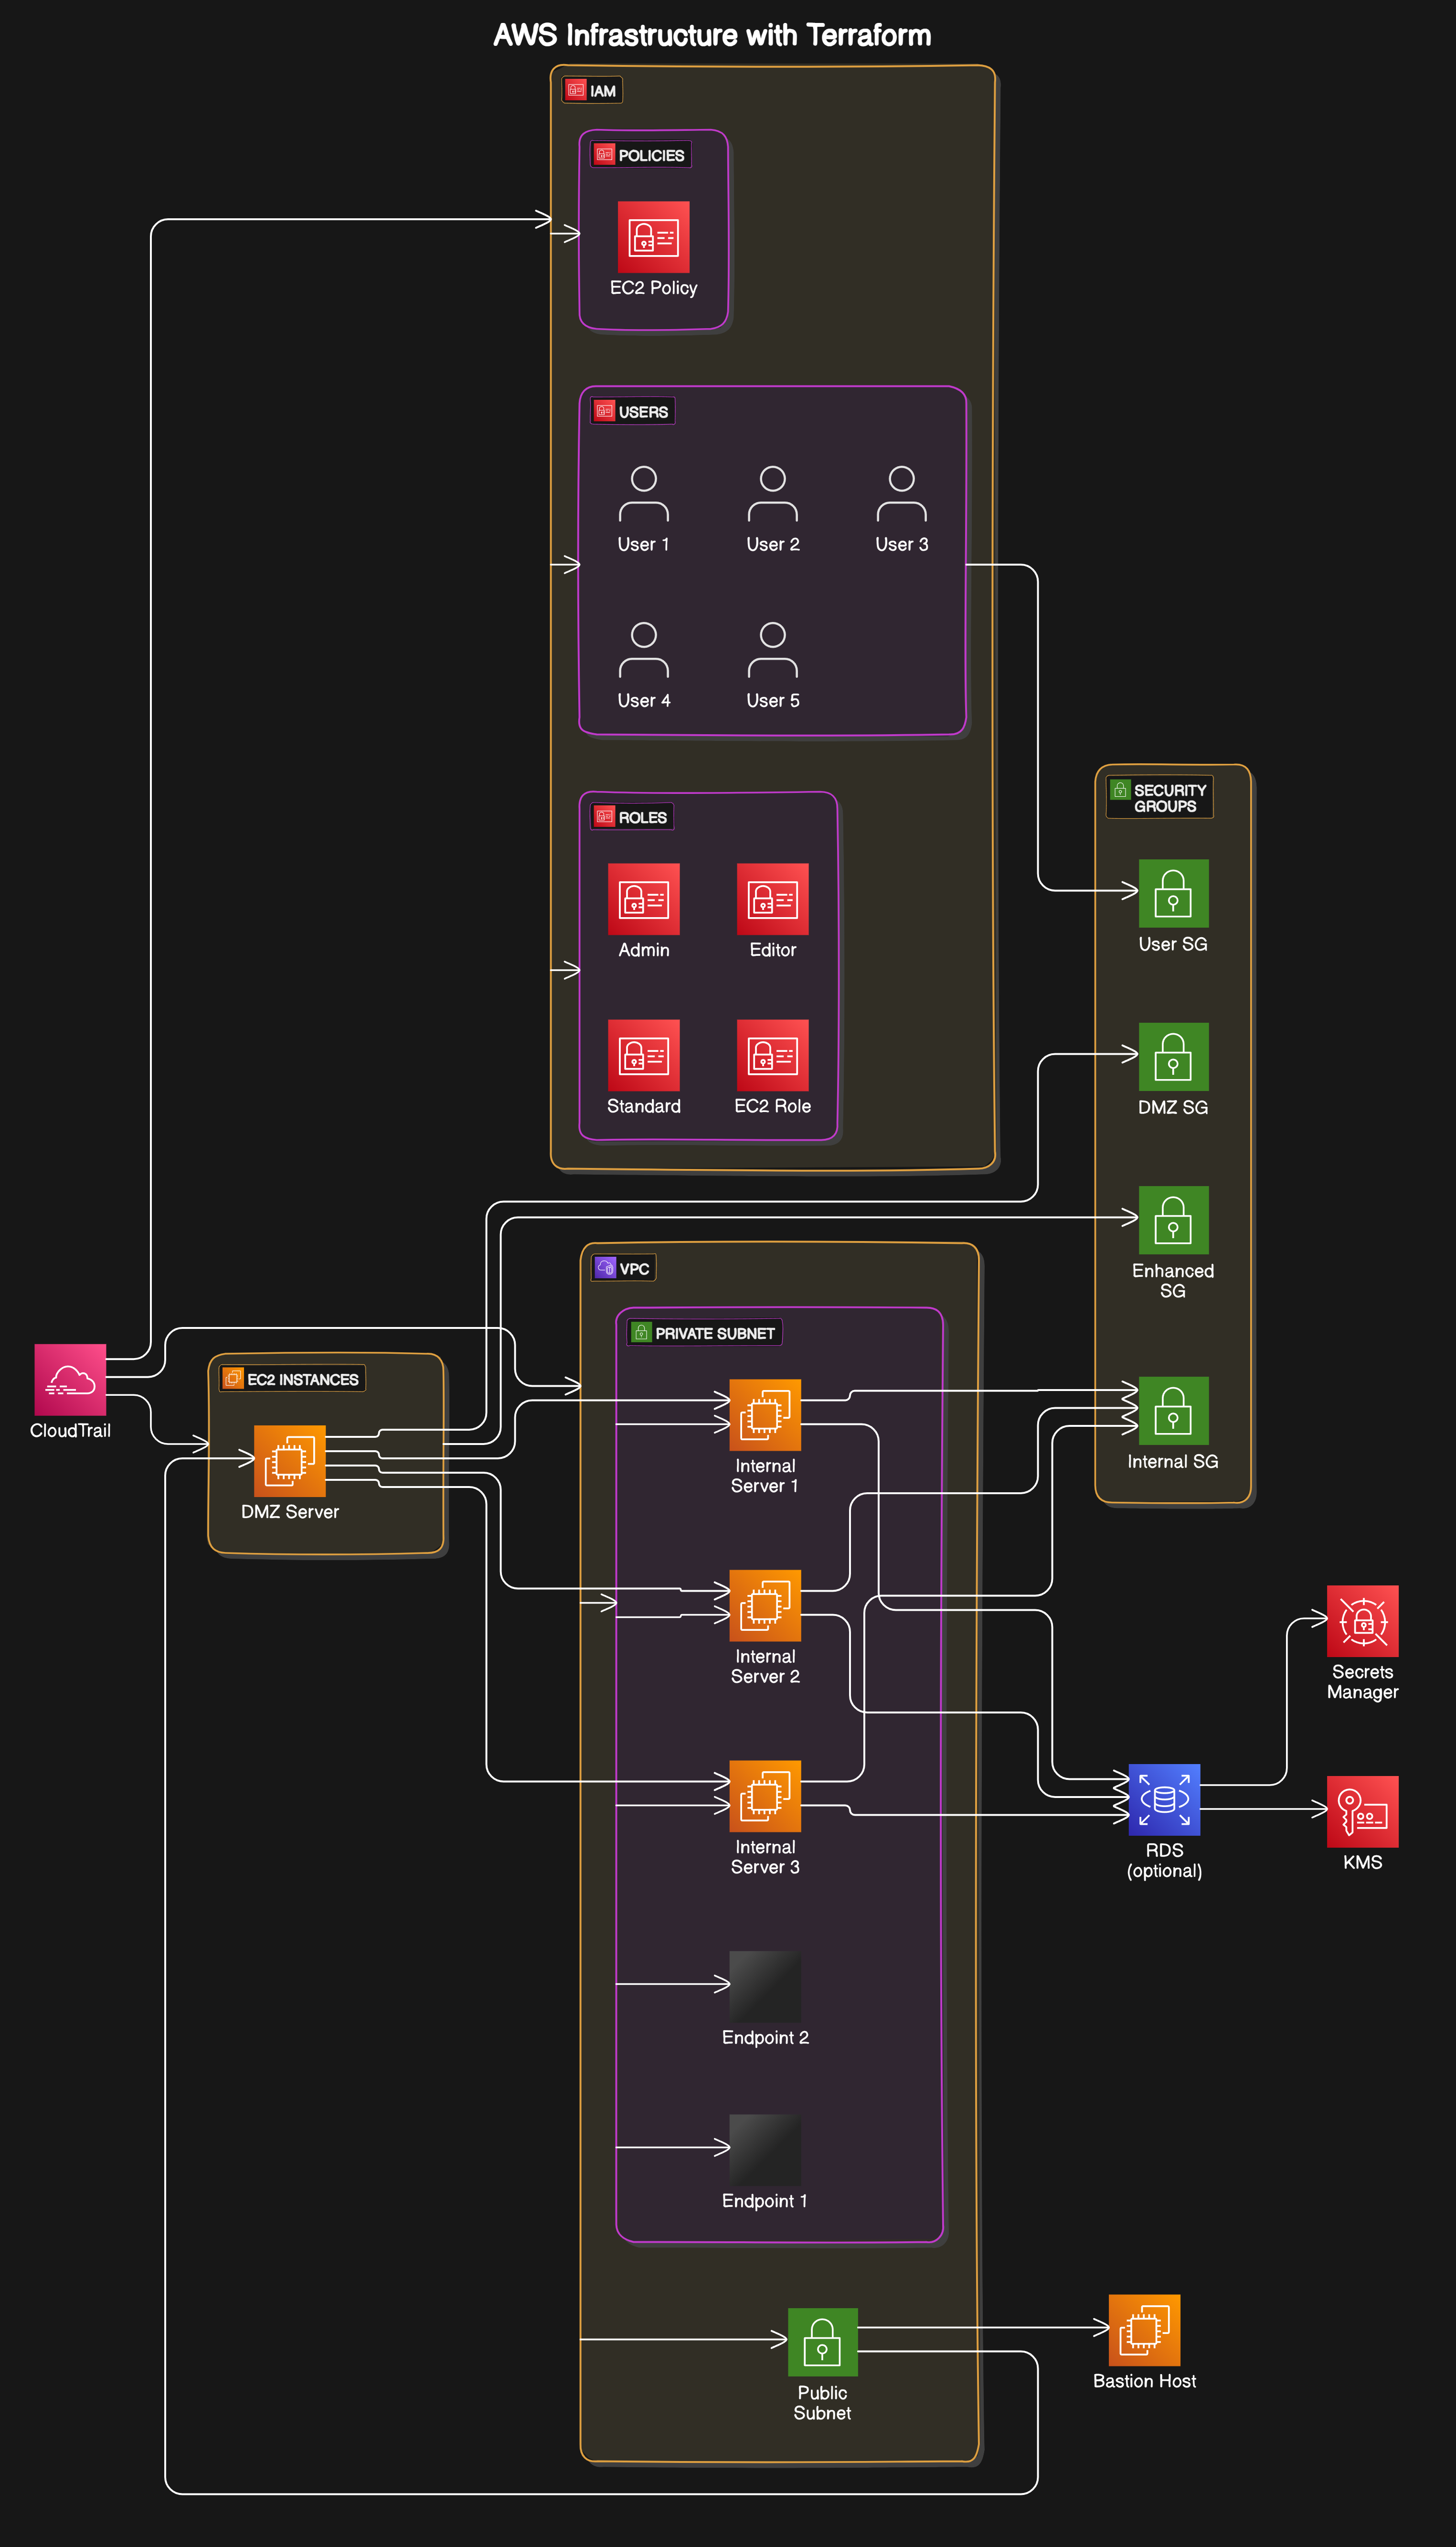 AWS Infrastructure with Terraform
IAM
POLICIES
EC2 Policy
USERS
User 1
User 2
User 3
User 4
User 5
ROLES
Admin
Editor
Standard
EC2 Role
SECURITY
GROUPS
User SG
DMZ SG
Enhanced
SG
Internal SG
VPC
PRIVATE SUBNET
CloudTrail
EC2 INSTANCES
DMZ Server
Internal
Server 1
Internal
Server 2
Internal
Server 3
Secrets
Manager
RDS
(optional)
KMS
Endpoint 2
Endpoint 1
Public
Subnet
Bastion Host